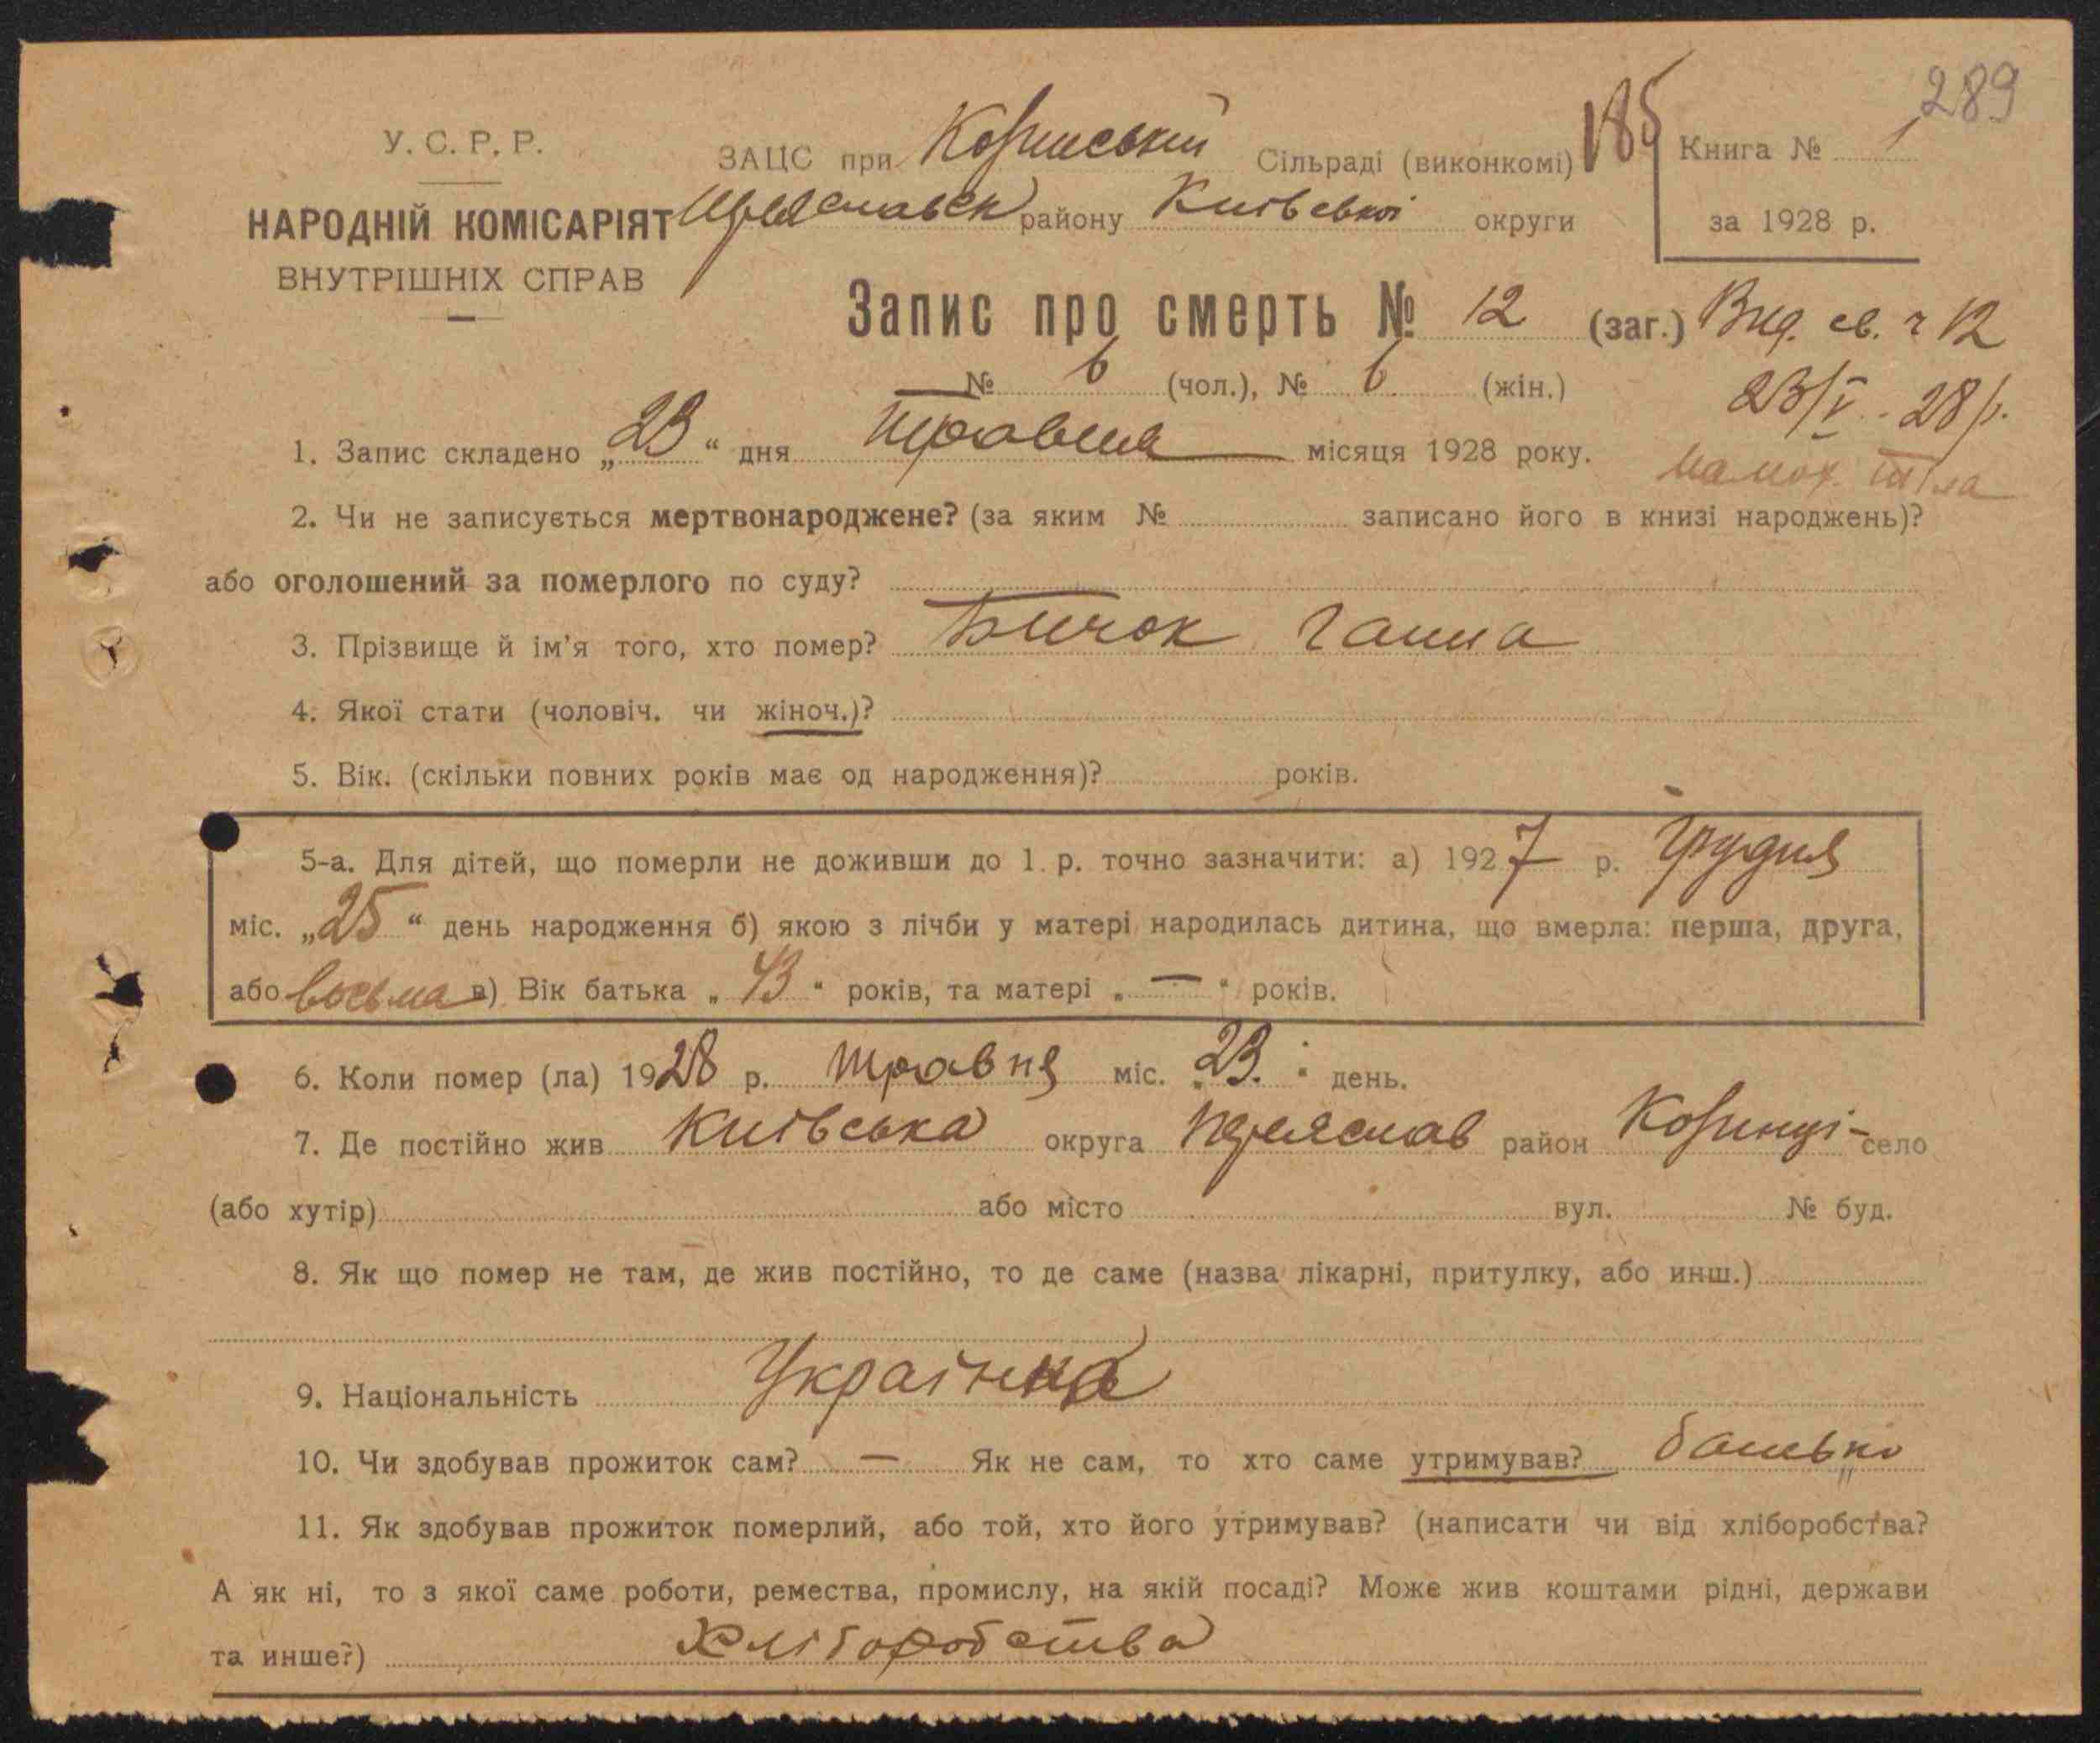 289
У. С. Р. Р.
ЗАЦС при Коринський Сільраді (виконкомі) 185 Книга № 1
НАРОДНІЙ КОМІСАРІЯТ Переяславськ району Київської округи за 1928 р.
ВНУТРІШНІХ СПРАВ
Запис про смерть № 12 (заг.) Вид. св. ч 12
№ 6 (чол.), № 6 (жін.) 23/V - 28 р.
1. Запис складено „23“ дня травня місяця 1928 року.
2. Чи не записується мертвонароджене? (за яким № записано його в книзі народжень)?
або оголошений за померлого по суду?
3. Прізвище й ім'я того, хто помер? Бичок Ганна
4. Якої стати (чоловіч. чи жіноч.)?
5. Вік. (скільки повних років має од народження)? років.
5-а. Для дітей, що померли не доживши до 1 р. точно зазначити: а) 1927 р. Грудня
міс. „25“ день народження б) якою з лічби у матері народилась дитина, що вмерла: перша, друга,
або восьма в) Вік батька „43“ років, та матері „—“ років.
6. Коли помер (ла) 1928 р. травня міс. „23.“ день.
7. Де постійно жив Київська округа Переяслав район Коринці- село
(або хутір) або місто вул. № буд.
8. Як що помер не там, де жив постійно, то де саме (назва лікарні, притулку, або инш.)
9. Національність Українка
10. Чи здобував прожиток сам? — Як не сам, то хто саме утримував? батько
11. Як здобував прожиток померлий, або той, хто його утримував? (написати чи від хліборобства?
А як ні, то з якої саме роботи, ремества, промислу, на якій посаді? Може жив коштами рідні, держави
та инше?) Хліборобства